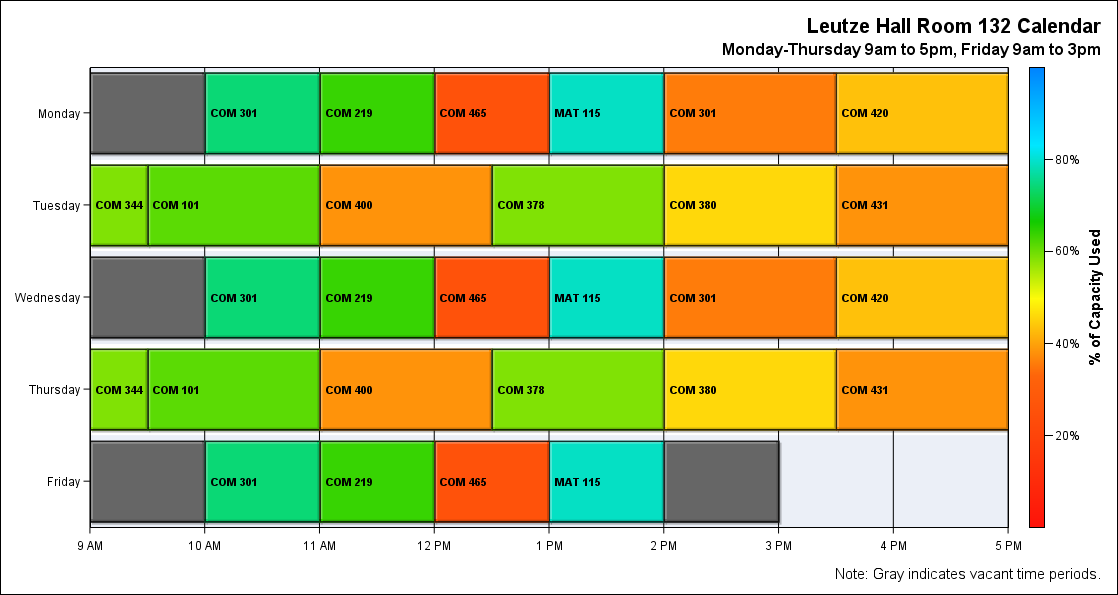 Leutze Hall Room 132 Calendar
Monday-Thursday 9am to 5pm, Friday 9am to 3pm
Monday
COM 301
COM 219
COM 465
MAT 115
COM 301
COM 420
Tuesday
COM 344
COM 101
COM 400
COM 378
COM 380
COM 431
Wednesday
COM 301
COM 219
COM 465
MAT 115
COM 301
COM 420
Thursday
COM 344
COM 101
COM 400
COM 378
COM 380
COM 431
Friday
COM 301
COM 219
COM 465
MAT 115
9 AM
10 AM
11 AM
12 PM
1 PM
2 PM
3 PM
4 PM
5 PM
80%
60%
40%
20%
% of Capacity Used
Note: Gray indicates vacant time periods.